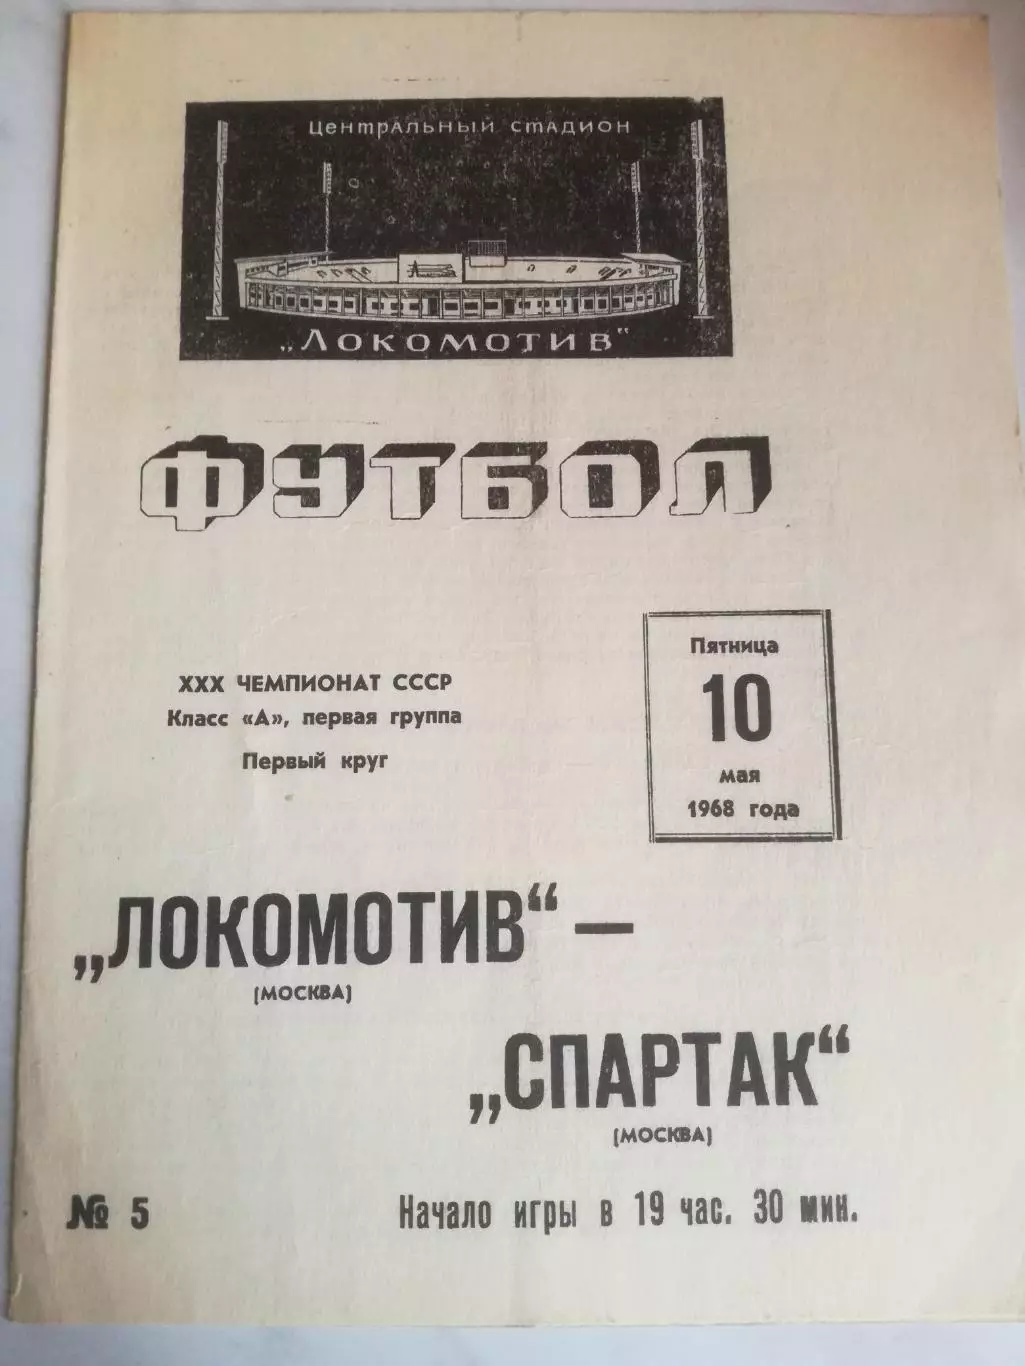 Центральный стадион
„Локомотив“
ФУТБОЛ
XXX ЧЕМПИОНАТ СССР
Класс «А», первая группа
Первый круг
Пятница
10
мая
1968 года
„ЛОКОМОТИВ“ —
(МОСКВА)
„СПАРТАК“
(МОСКВА)
№ 5
Начало игры в 19 час. 30 мин.